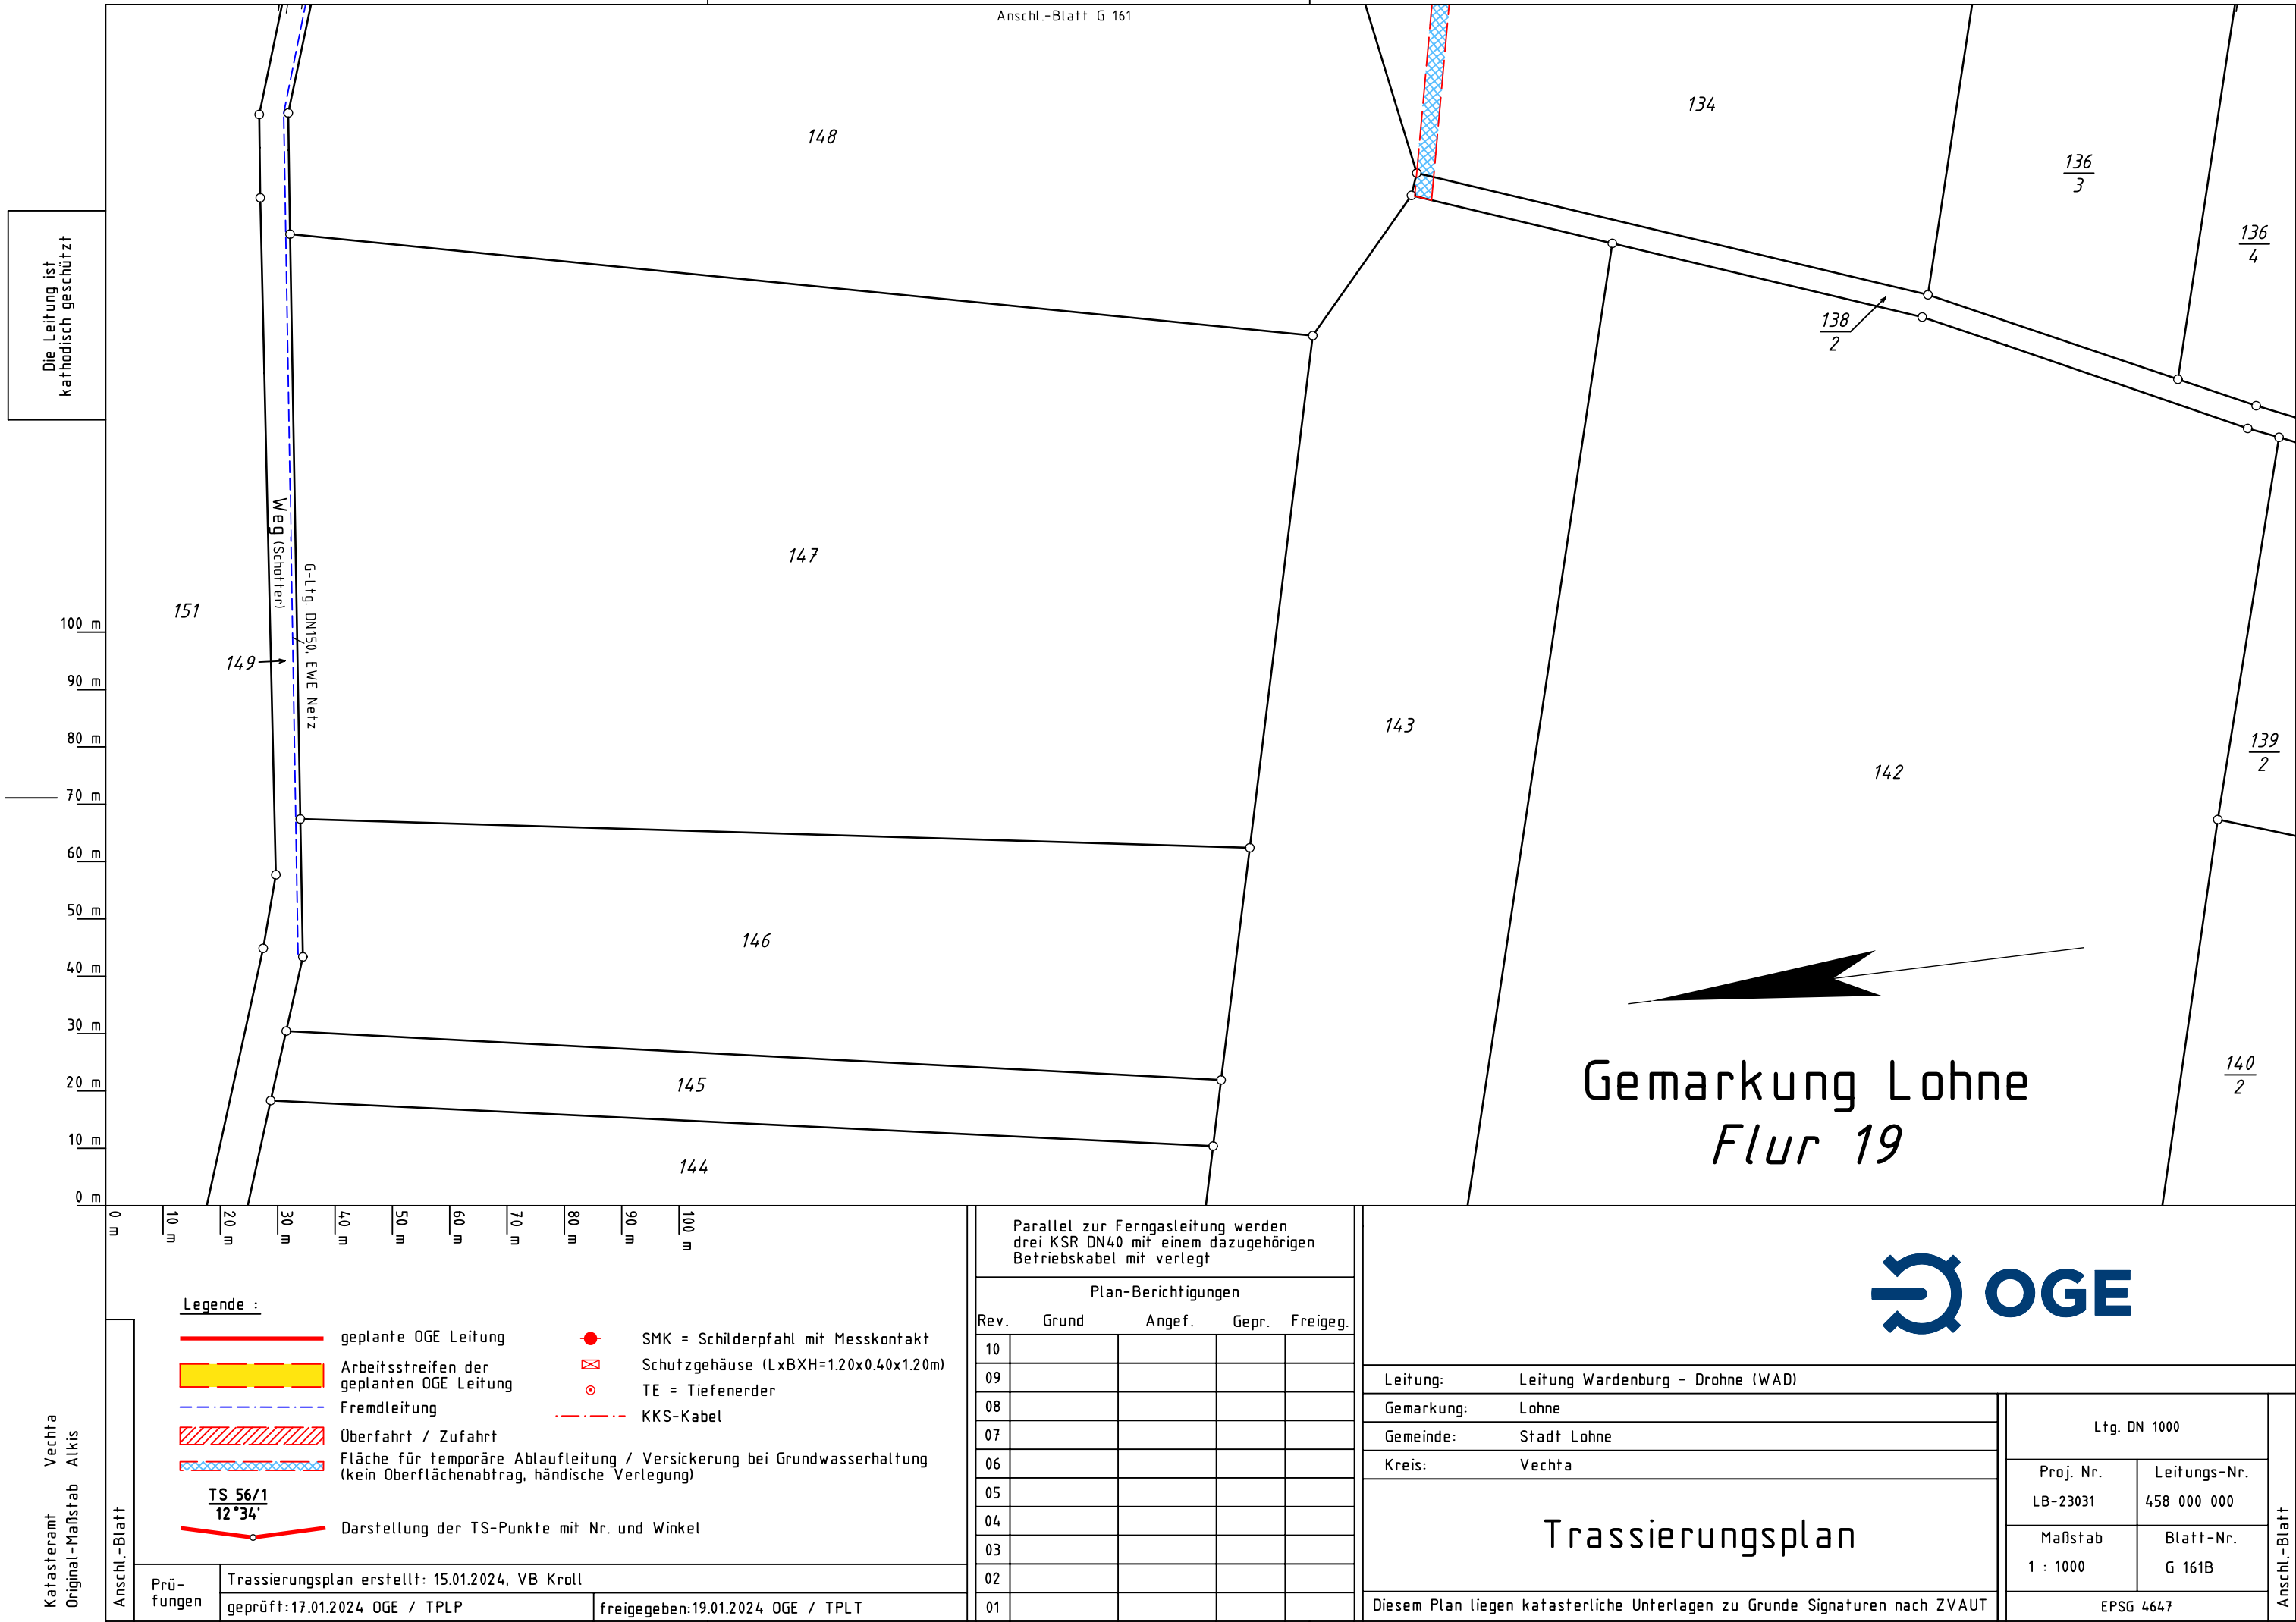 Anschl.-Blatt G 161
134
148
136
3
136
4
Die Leitung ist
kathodisch geschützt
138
2
Weg (Schotter)
147
G-Ltg. DN150, EWE Netz
151
149
143
142
139
2
146
145
144
140
2
Gemarkung Lohne
Flur 19
100 m
90 m
80 m
70 m
60 m
50 m
40 m
30 m
20 m
10 m
0 m
0 m
10 m
20 m
30 m
40 m
50 m
60 m
70 m
80 m
90 m
100 m
Legende :
geplante OGE Leitung
Arbeitsstreifen der
geplanten OGE Leitung
Fremdleitung
Überfahrt / Zufahrt
Fläche für temporäre Ablaufleitung / Versickerung bei Grundwasserhaltung
(kein Oberflächenabtrag, händische Verlegung)
TS 56/1
12°34'
Darstellung der TS-Punkte mit Nr. und Winkel
SMK = Schilderpfahl mit Messkontakt
Schutzgehäuse (LxBXH=1.20x0.40x1.20m)
TE = Tiefenerder
KKS-Kabel
Katasteramt Vechta
Original-Maßstab Alkis
Anschl.-Blatt
Prü-
fungen
Trassierungsplan erstellt: 15.01.2024, VB Kroll
geprüft:17.01.2024 OGE / TPLP
freigegeben:19.01.2024 OGE / TPLT
Parallel zur Ferngasleitung werden
drei KSR DN40 mit einem dazugehörigen
Betriebskabel mit verlegt
Plan-Berichtigungen
Rev. Grund Angef. Gepr. Freigeg.
10
09
08
07
06
05
04
03
02
01
OGE
Leitung: Leitung Wardenburg - Drohne (WAD)
Gemarkung: Lohne
Gemeinde: Stadt Lohne
Kreis: Vechta
Trassierungsplan
Diesem Plan liegen katasterliche Unterlagen zu Grunde Signaturen nach ZVAUT
Ltg. DN 1000
Proj. Nr. Leitungs-Nr.
LB-23031 458 000 000
Maßstab Blatt-Nr.
1 : 1000 G 161B
EPSG 4647
Anschl.-Blatt